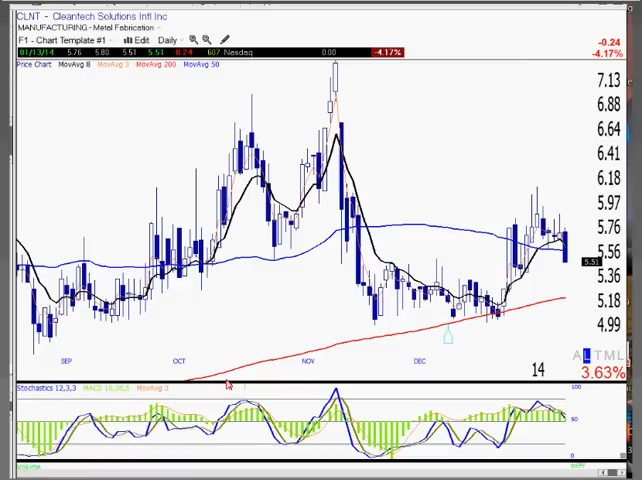 CLNT - Cleantech Solutions Intl Inc
MANUFACTURING - Metal Fabrication
F1 - Chart Template #1 Edit Daily
-0.24
01/13/14 5.76 5.80 5.51 5.51 -0.24 607 Nasdaq 0.00 -4.17%
-4.17%
Price Chart MovAvg 8 MovAvg 3 MovAvg 200 MovAvg 50
7.13
6.88
6.64
6.41
6.18
5.97
5.76
5.56
5.51
5.36
5.18
4.99
SEP OCT NOV DEC 14
ALTML
3.63%
Stochastics 12,3,3 MACD 10,30,5 MovAvg 3
100
50
0
Volume